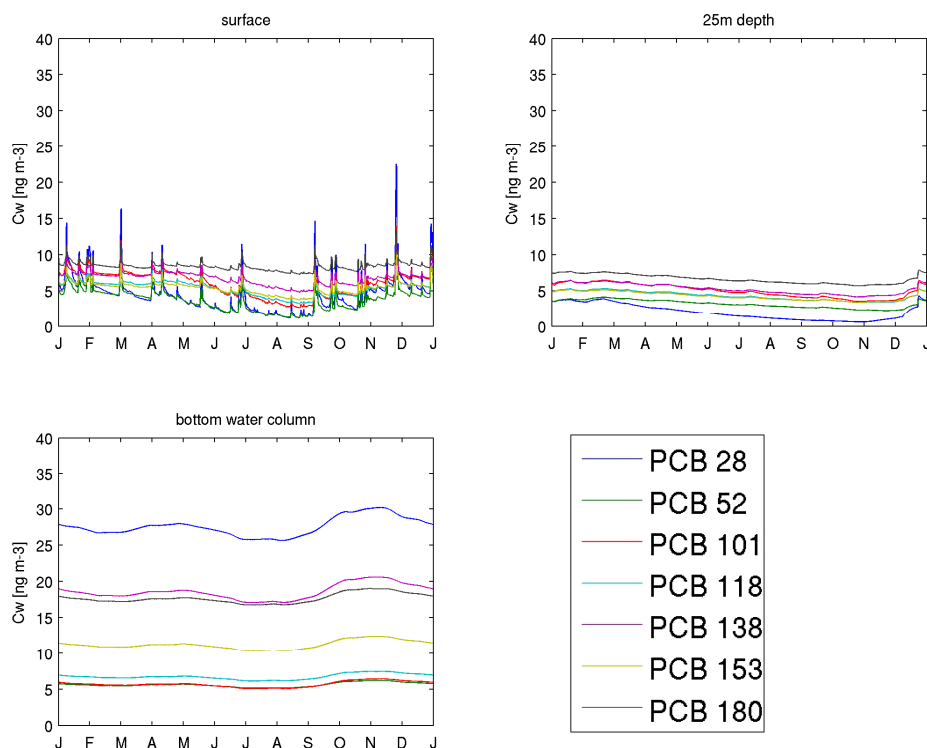 surface
40
35
30
25
20
15
10
5
0
Cw [ng m-3]
J F M A M J J A S O N D J
25m depth
40
35
30
25
20
15
10
5
0
Cw [ng m-3]
J F M A M J J A S O N D J
bottom water column
40
35
30
25
20
15
10
5
0
Cw [ng m-3]
J F M A M J J A S O N D J
PCB 28
PCB 52
PCB 101
PCB 118
PCB 138
PCB 153
PCB 180